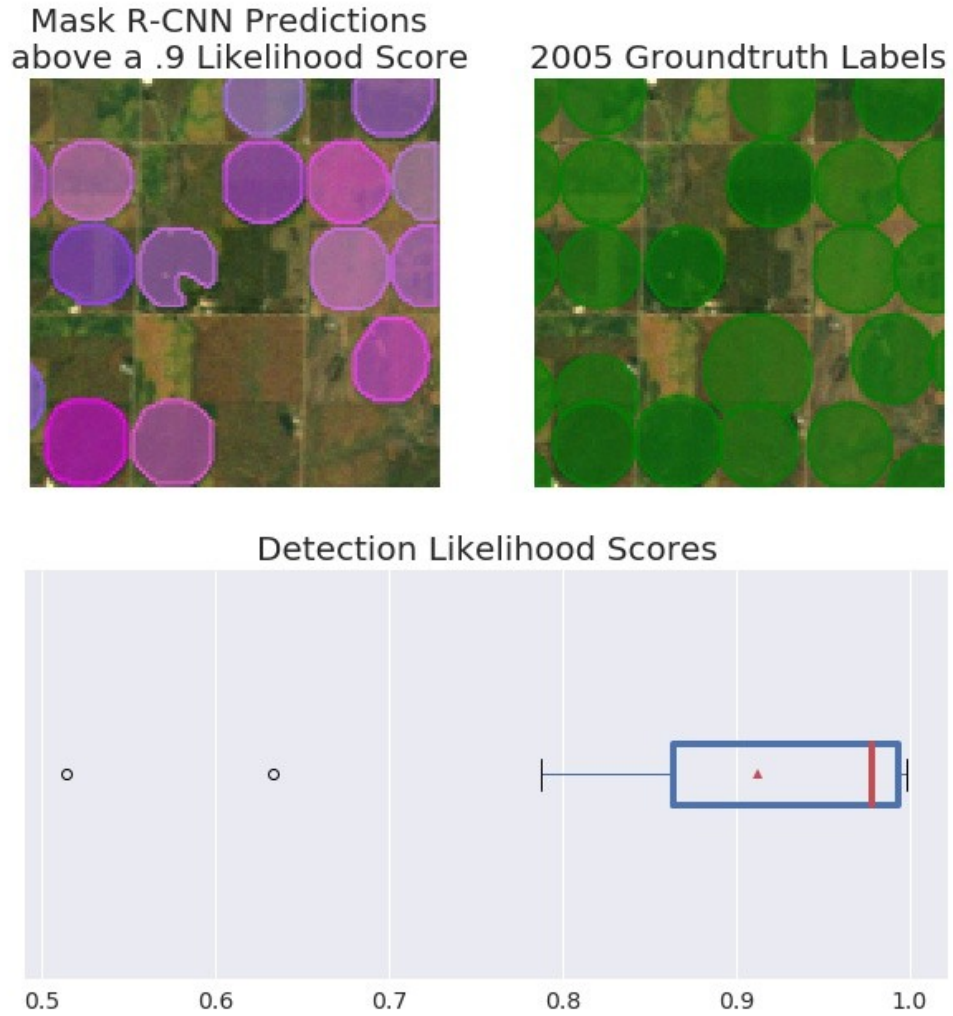 Mask R-CNN Predictions
above a .9 Likelihood Score
2005 Groundtruth Labels
Detection Likelihood Scores
0.5 0.6 0.7 0.8 0.9 1.0